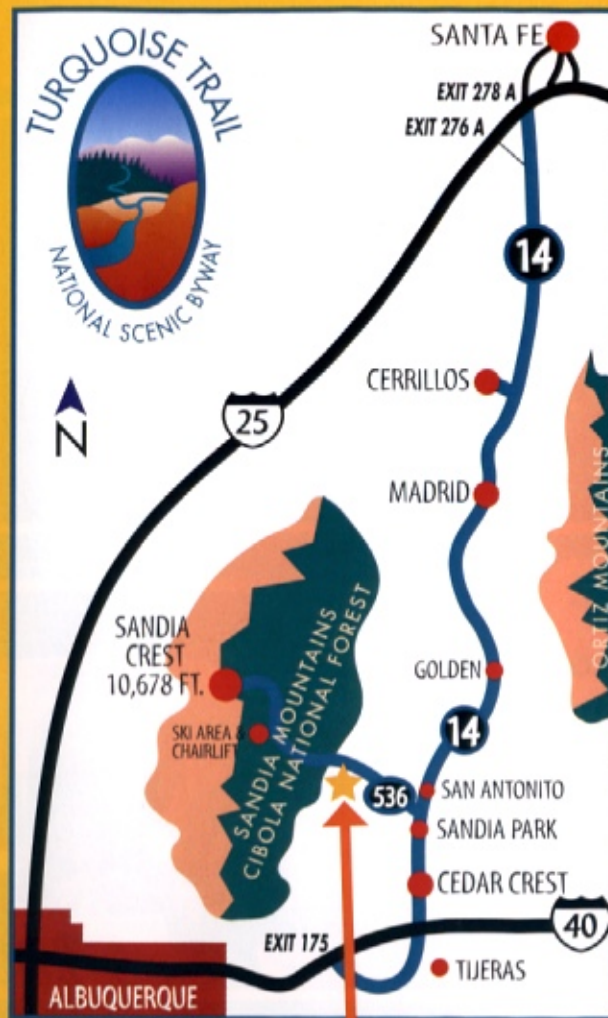 TURQUOISE TRAIL
NATIONAL SCENIC BYWAY
SANTA FE
EXIT 278 A
EXIT 276 A
14
N
25
CERRILLOS
MADRID
ORTIZ MOUNTAINS
SANDIA
CREST
10,678 FT.
SKI AREA &
CHAIRLIFT
SANDIA MOUNTAINS
CIBOLA NATIONAL FOREST
GOLDEN
14
536
SAN ANTONITO
SANDIA PARK
CEDAR CREST
EXIT 175
40
TIJERAS
ALBUQUERQUE